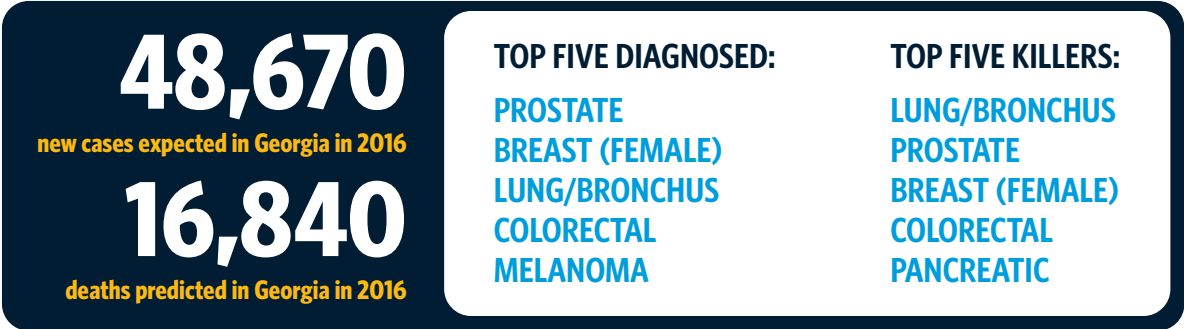 48,670
new cases expected in Georgia in 2016
16,840
deaths predicted in Georgia in 2016
TOP FIVE DIAGNOSED:
PROSTATE
BREAST (FEMALE)
LUNG/BRONCHUS
COLORECTAL
MELANOMA
TOP FIVE KILLERS:
LUNG/BRONCHUS
PROSTATE
BREAST (FEMALE)
COLORECTAL
PANCREATIC